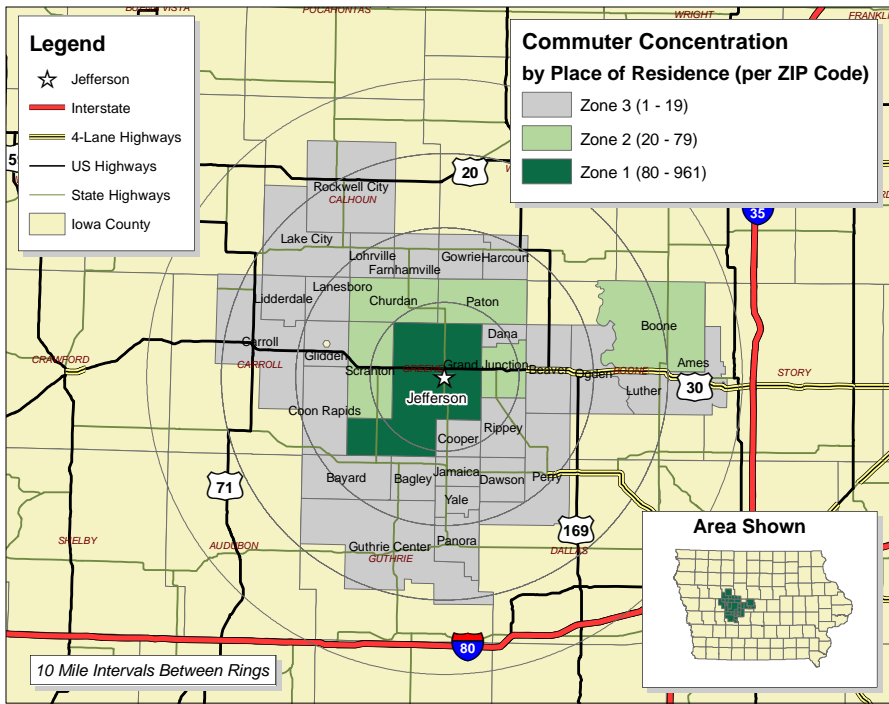 BUENA VISTA
POCAHONTAS
WRIGHT
FRANKLIN
Legend
Jefferson
Interstate
4-Lane Highways
US Highways
State Highways
Iowa County
Commuter Concentration
by Place of Residence (per ZIP Code)
Zone 3 (1 - 19)
Zone 2 (20 - 79)
Zone 1 (80 - 961)
20
35
Rockwell City
CALHOUN
Lake City
Lohrville
Farnhamville
Gowrie
Harcourt
Lanesboro
Lidderdale
Churdan
Paton
Boone
Dana
Carroll
Glidden
CRAWFORD
CARROLL
Scranton
Grand Junction
Beaver
Ogden
BOONE
Ames
STORY
Luther
30
Jefferson
Coon Rapids
Cooper
Rippey
Bayard
Bagley
Jamaica
Dawson
Perry
71
Yale
169
SHELBY
AUDUBON
Guthrie Center
GUTHRIE
Panora
DALLAS
80
10 Mile Intervals Between Rings
Area Shown